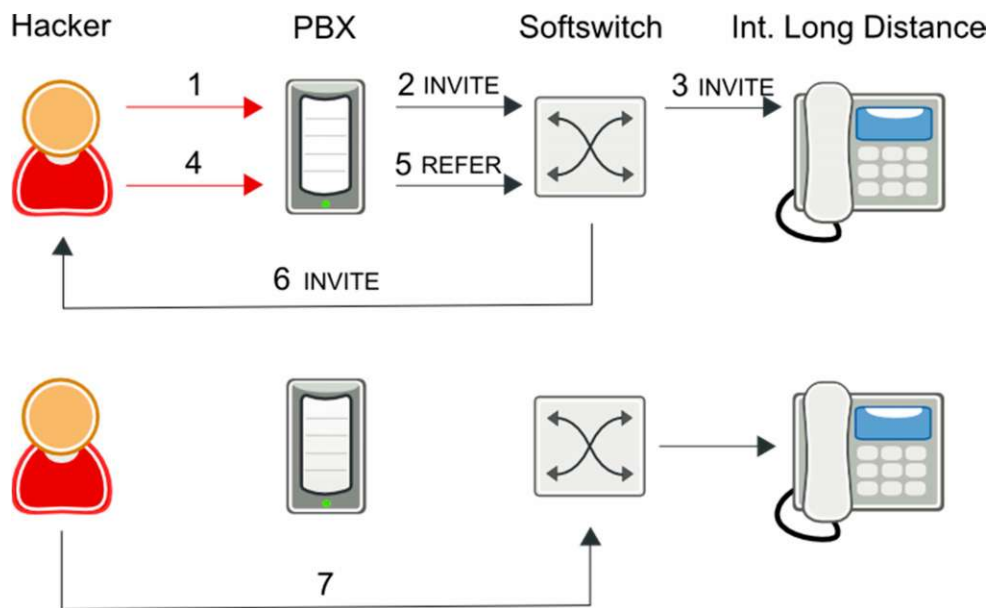 Hacker PBX Softswitch Int. Long Distance
1 2 INVITE 3 INVITE
4 5 REFER
6 INVITE
7